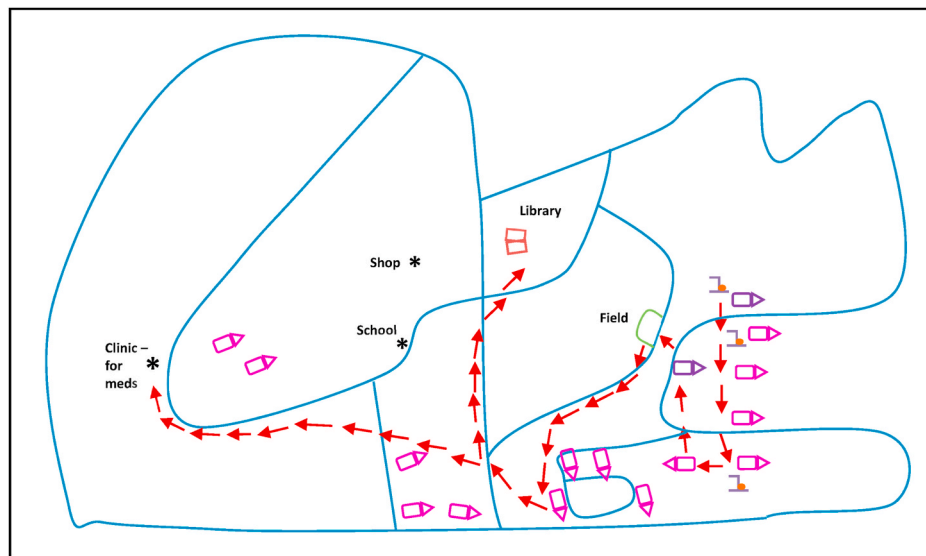 Library
Shop *
School *
Field
Clinic –
for *
meds